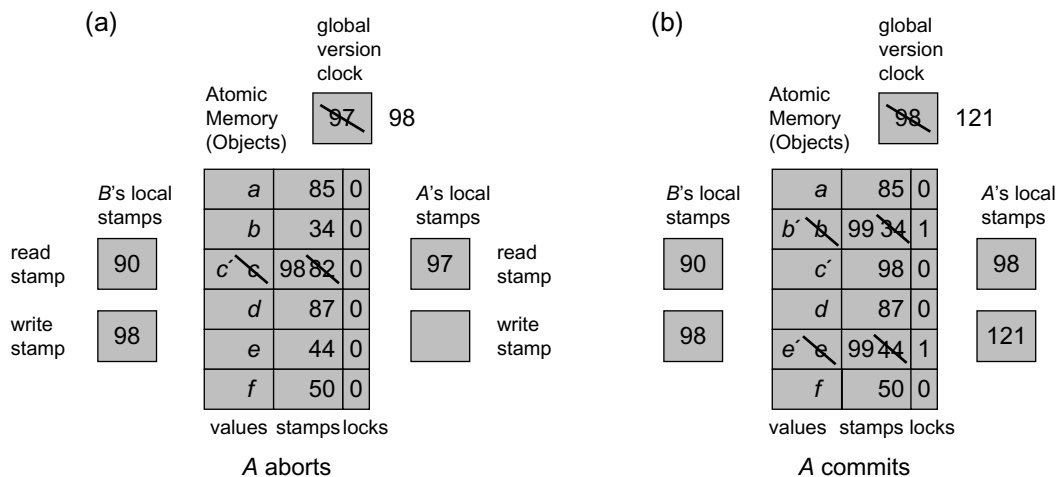 (a)
global
version
clock
Atomic
Memory
(Objects)
97 98
B's local
stamps
A's local
stamps
read
stamp
90
write
stamp
98
a 85 0
b 34 0
c´ c 98 82 0
d 87 0
e 44 0
f 50 0
values stamps locks
97
read
stamp
write
stamp
A aborts
(b)
global
version
clock
Atomic
Memory
(Objects)
98 121
B's local
stamps
A's local
stamps
90
98
a 85 0
b´ b 99 34 1
c´ 98 0
d 87 0
e´ e 99 44 1
f 50 0
values stamps locks
98
121
A commits